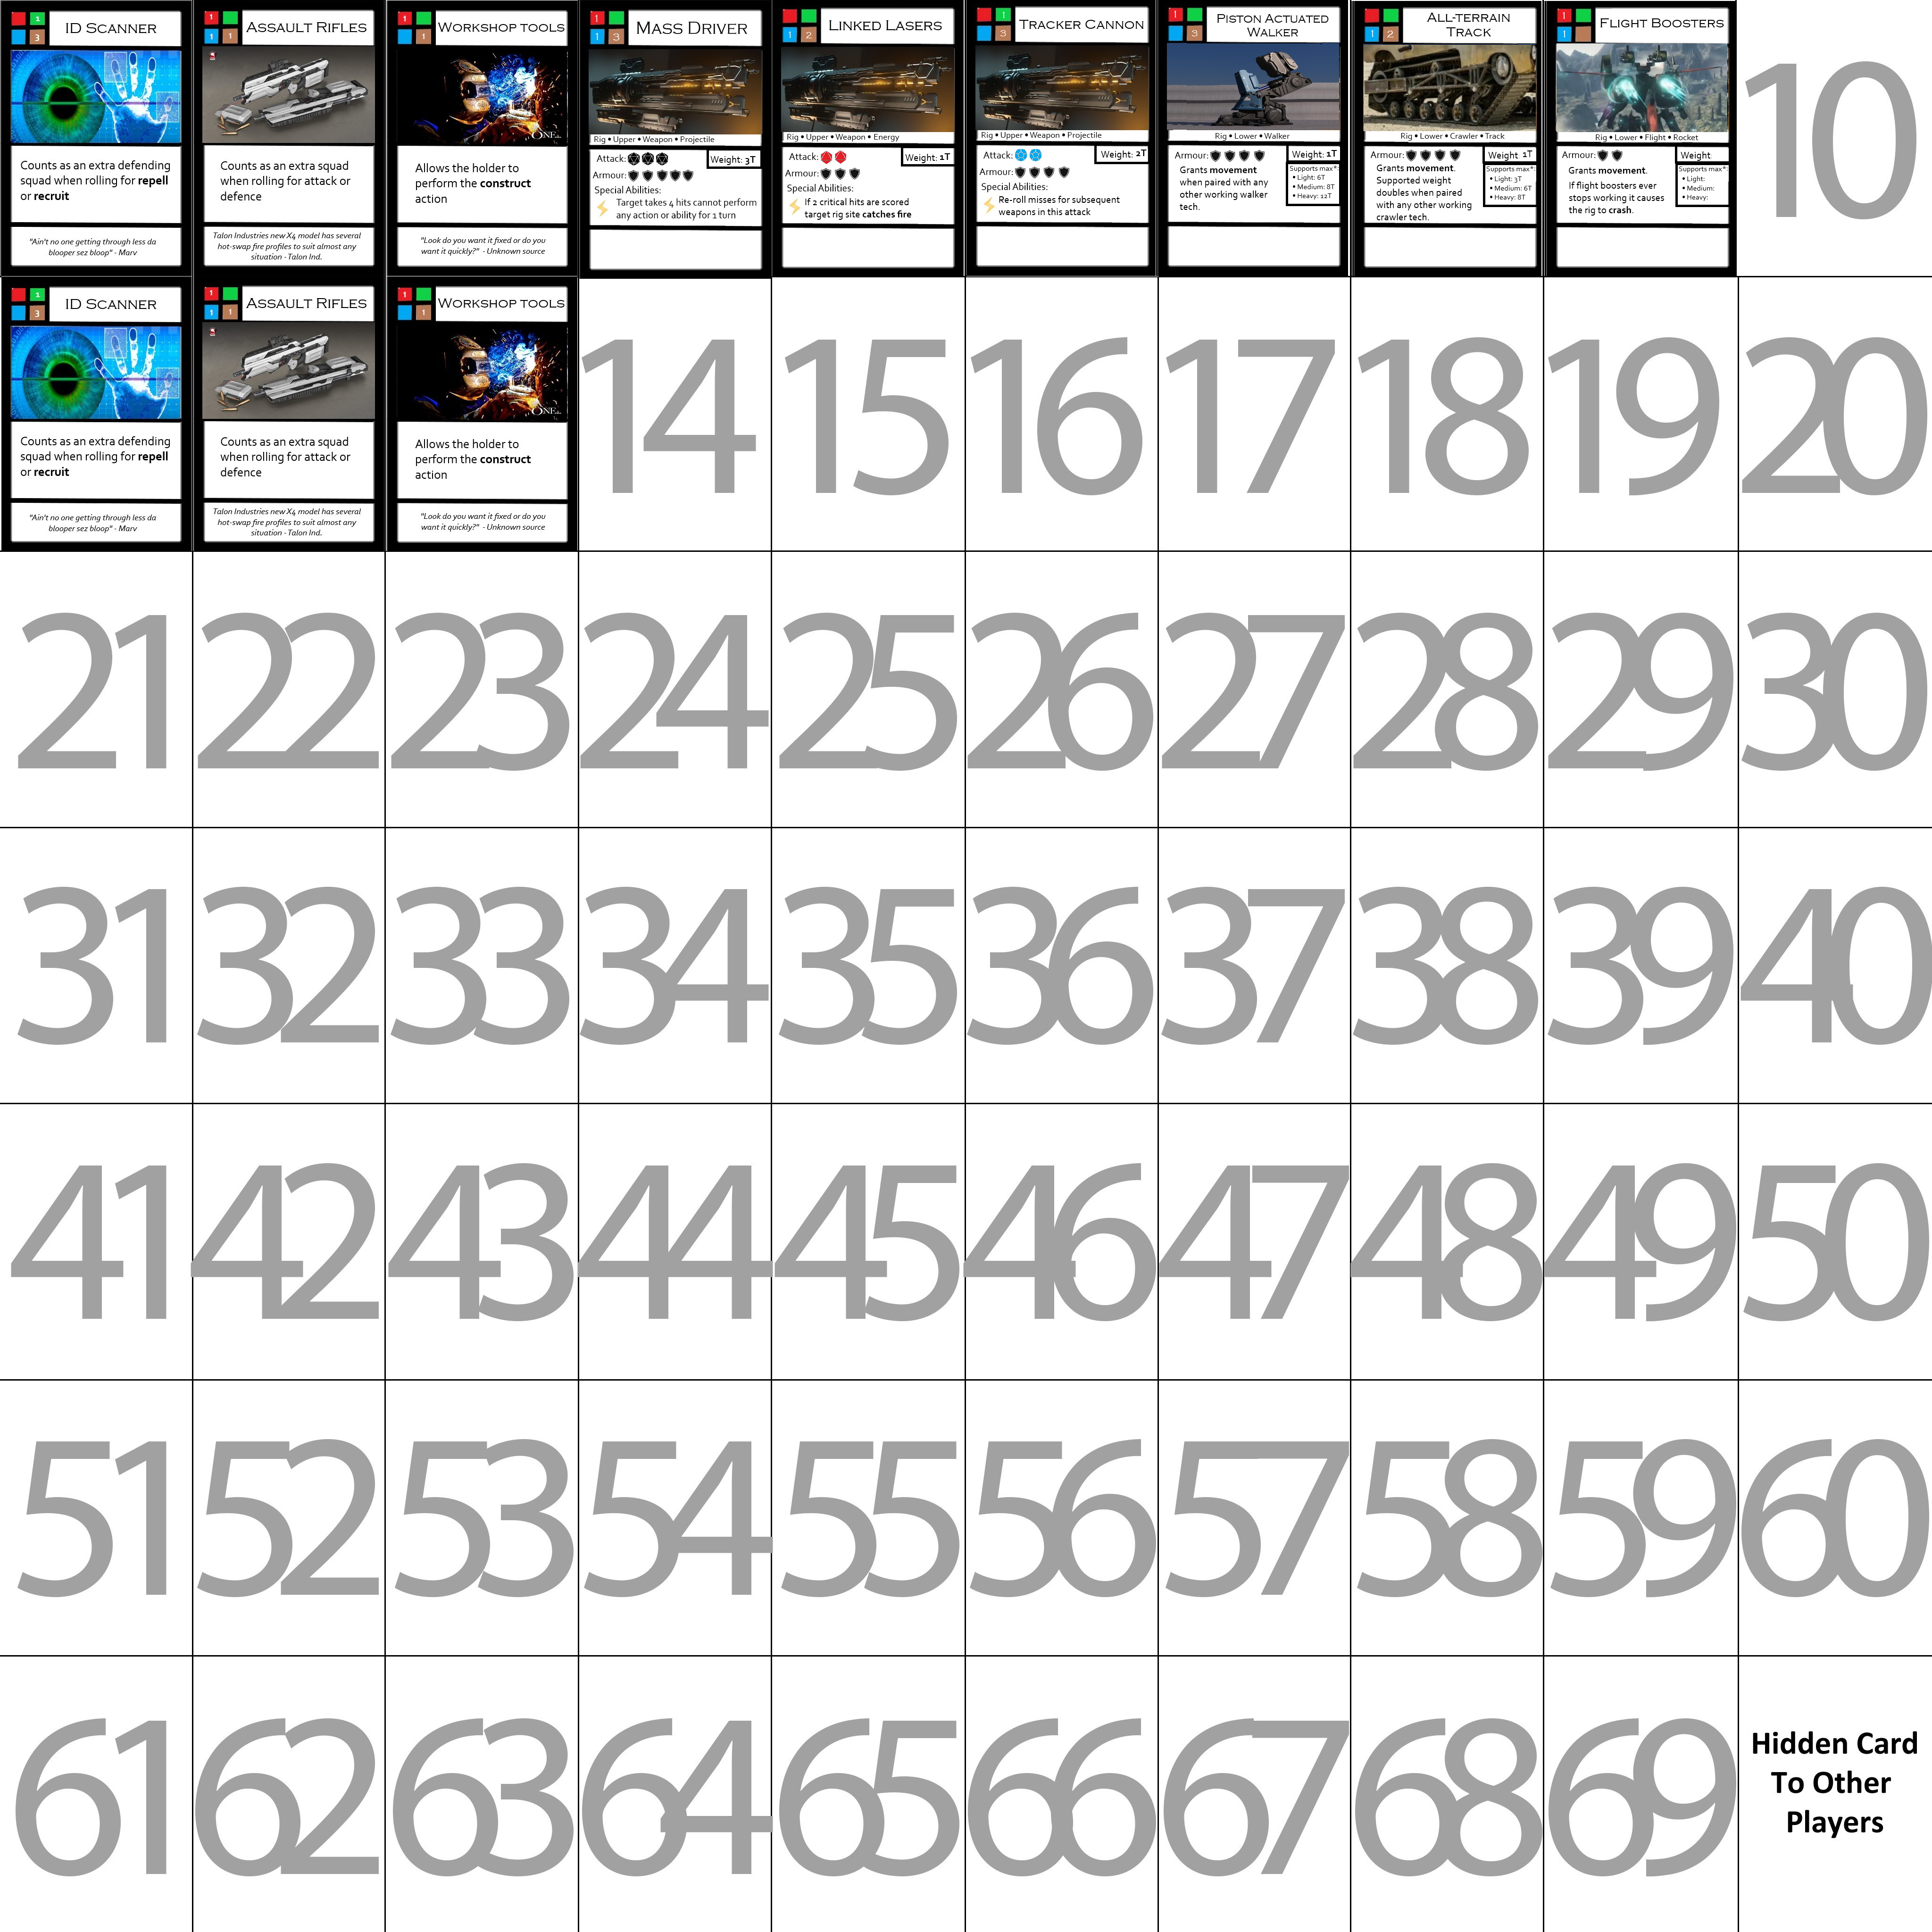 1
3
ID Scanner
Counts as an extra defending
squad when rolling for repell
or recruit
"Ain't no one getting through less da
blooper sez bloop" - Marv
1
1 1
Assault Rifles
Counts as an extra squad
when rolling for attack or
defence
Talon Industries new X4 model has several
hot-swap fire profiles to suit almost any
situation - Talon Ind.
1
1
Workshop tools
One
Allows the holder to
perform the construct
action
"Look do you want it fixed or do you
want it quickly?" - Unknown source
1
1 3
Mass Driver
Rig • Upper • Weapon • Projectile
Attack:
Weight: 3T
Armour:
Special Abilities:
Target takes 4 hits cannot perform
any action or ability for 1 turn
1 2
Linked Lasers
Rig • Upper • Weapon • Energy
Attack:
Weight: 1T
Armour:
Special Abilities:
If 2 critical hits are scored
target rig site catches fire
1
3
Tracker Cannon
Rig • Upper • Weapon • Projectile
Attack:
Weight: 2T
Armour:
Special Abilities:
Re-roll misses for subsequent
weapons in this attack
1
3
Piston Actuated
Walker
Rig • Lower • Walker
Armour:
Weight: 1T
Grants movement
when paired with any
other working walker
tech.
Supports max*:
• Light: 6T
• Medium: 8T
• Heavy: 12T
1 2
All-terrain
Track
Rig • Lower • Crawler • Track
Armour:
Weight: 1T
Grants movement.
Supported weight
doubles when paired
with any other working
crawler tech.
Supports max*:
• Light: 3T
• Medium: 6T
• Heavy: 8T
1
1
Flight Boosters
Rig • Lower • Flight • Rocket
Armour:
Weight:
Grants movement.
If flight boosters ever
stops working it causes
the rig to crash.
Supports max*:
• Light:
• Medium:
• Heavy:
10
1
3
ID Scanner
Counts as an extra defending
squad when rolling for repell
or recruit
"Ain't no one getting through less da
blooper sez bloop" - Marv
1
1 1
Assault Rifles
Counts as an extra squad
when rolling for attack or
defence
Talon Industries new X4 model has several
hot-swap fire profiles to suit almost any
situation - Talon Ind.
1
1
Workshop tools
One
Allows the holder to
perform the construct
action
"Look do you want it fixed or do you
want it quickly?" - Unknown source
14 15 16 17 18 19 20
21 22 23 24 25 26 27 28 29 30
31 32 33 34 35 36 37 38 39 40
41 42 43 44 45 46 47 48 49 50
51 52 53 54 55 56 57 58 59 60
61 62 63 64 65 66 67 68 69
Hidden Card
To Other
Players